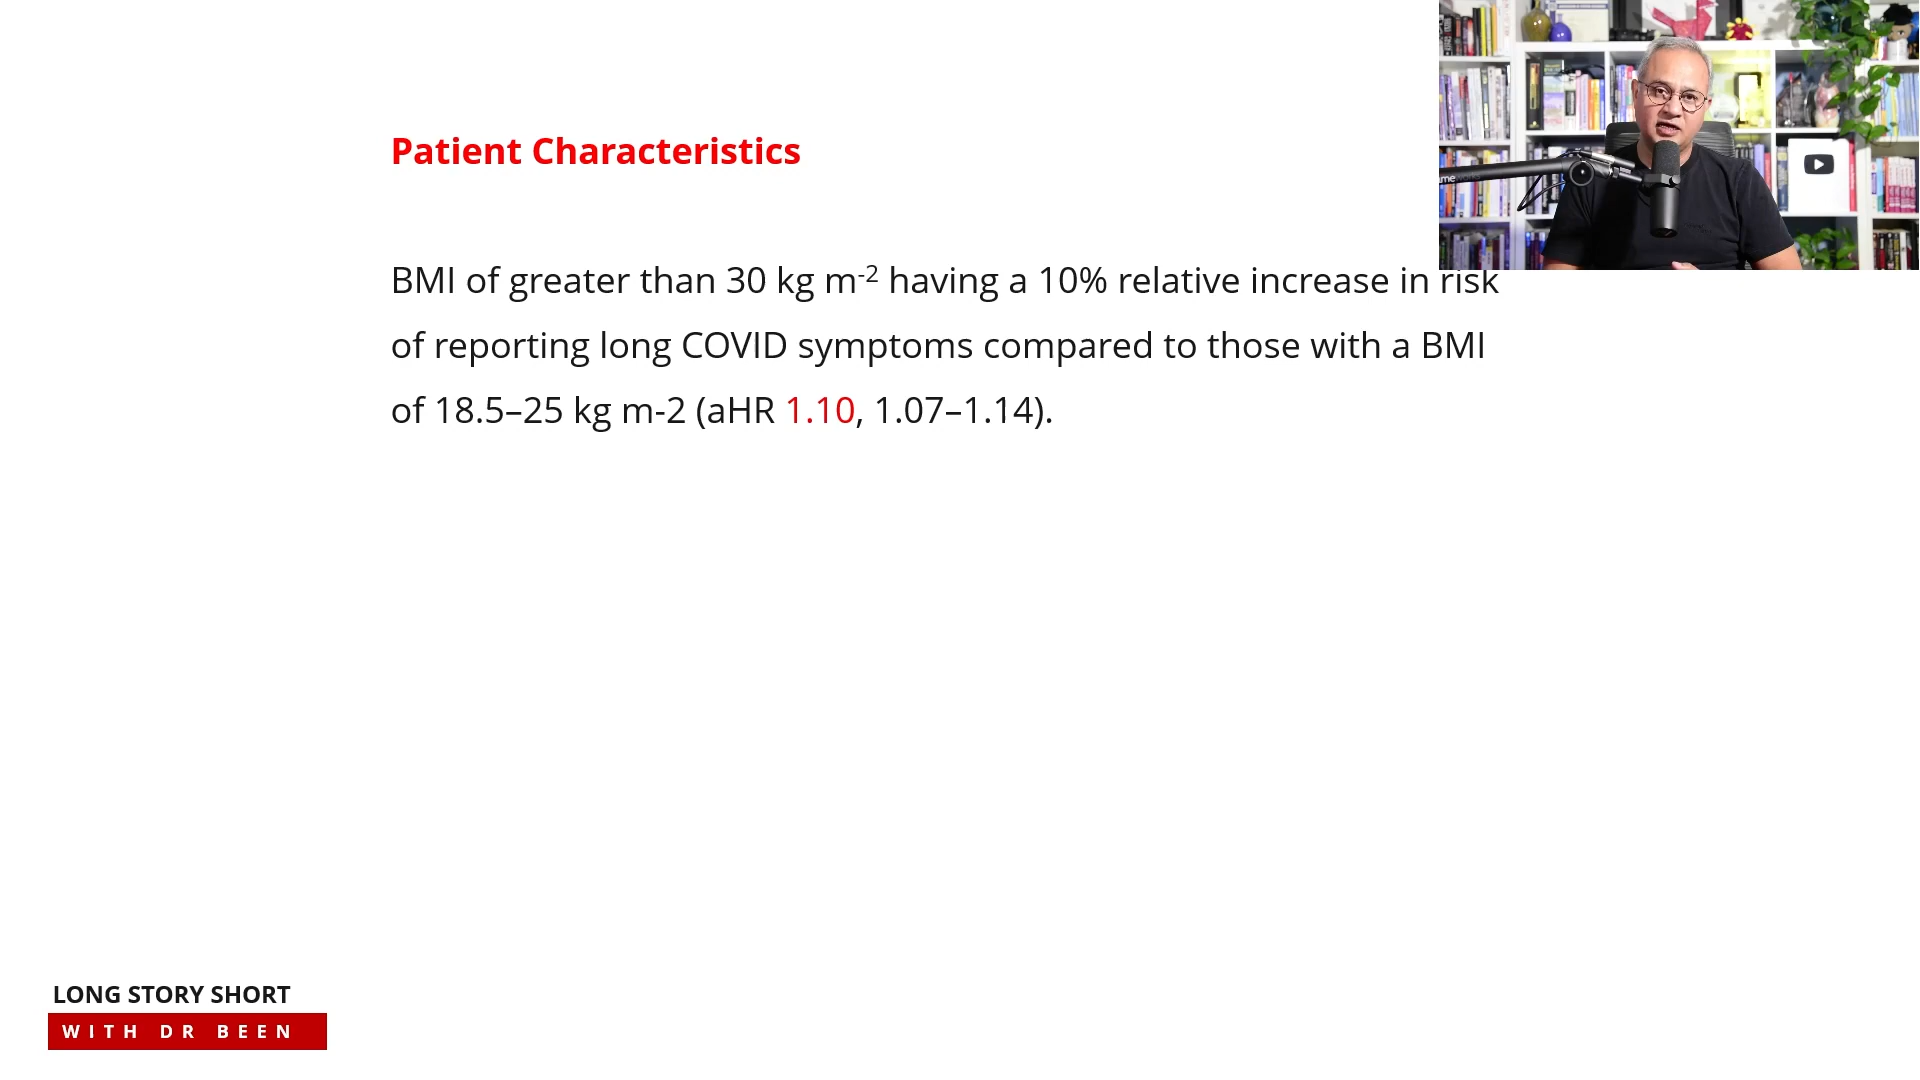 Patient Characteristics
BMI of greater than 30 kg m⁻² having a 10% relative increase in risk
of reporting long COVID symptoms compared to those with a BMI
of 18.5–25 kg m-2 (aHR 1.10, 1.07–1.14).
LONG STORY SHORT
WITH DR BEEN